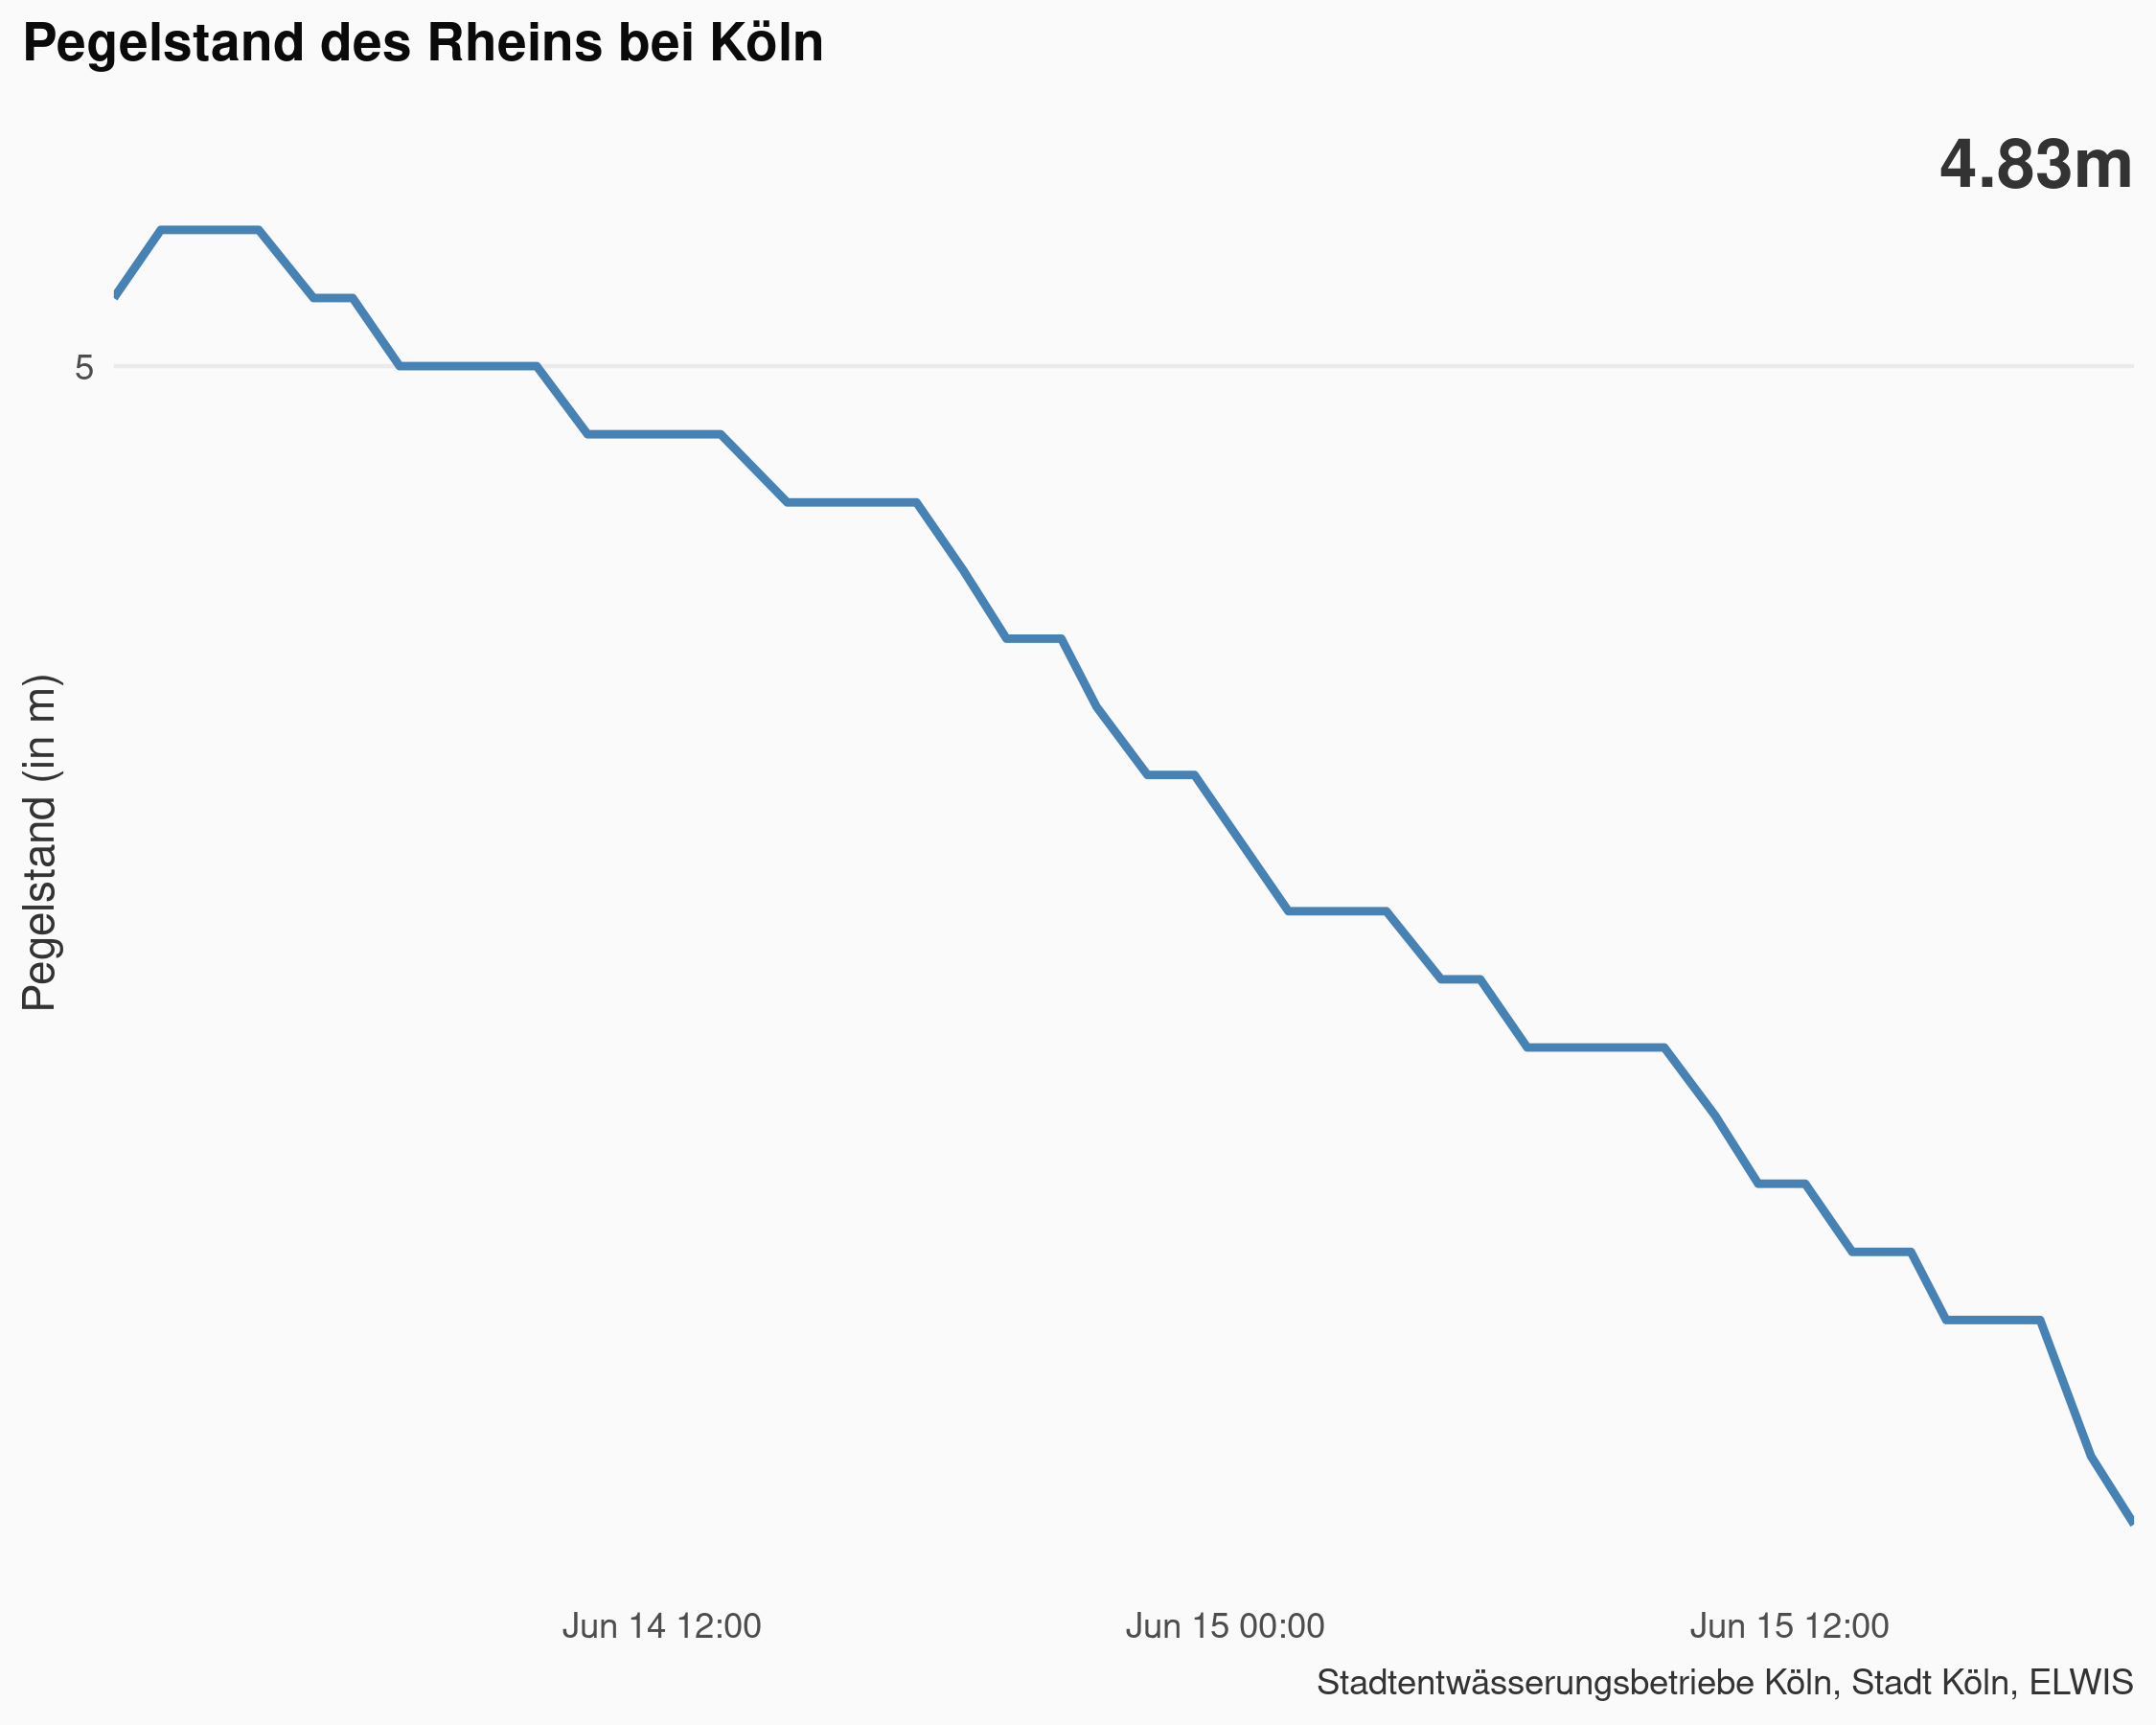 Pegelstand des Rheins bei Köln
4.83m
5
Pegelstand (in m)
Jun 14 12:00
Jun 15 00:00
Jun 15 12:00
Stadtentwässerungsbetriebe Köln, Stadt Köln, ELWIS